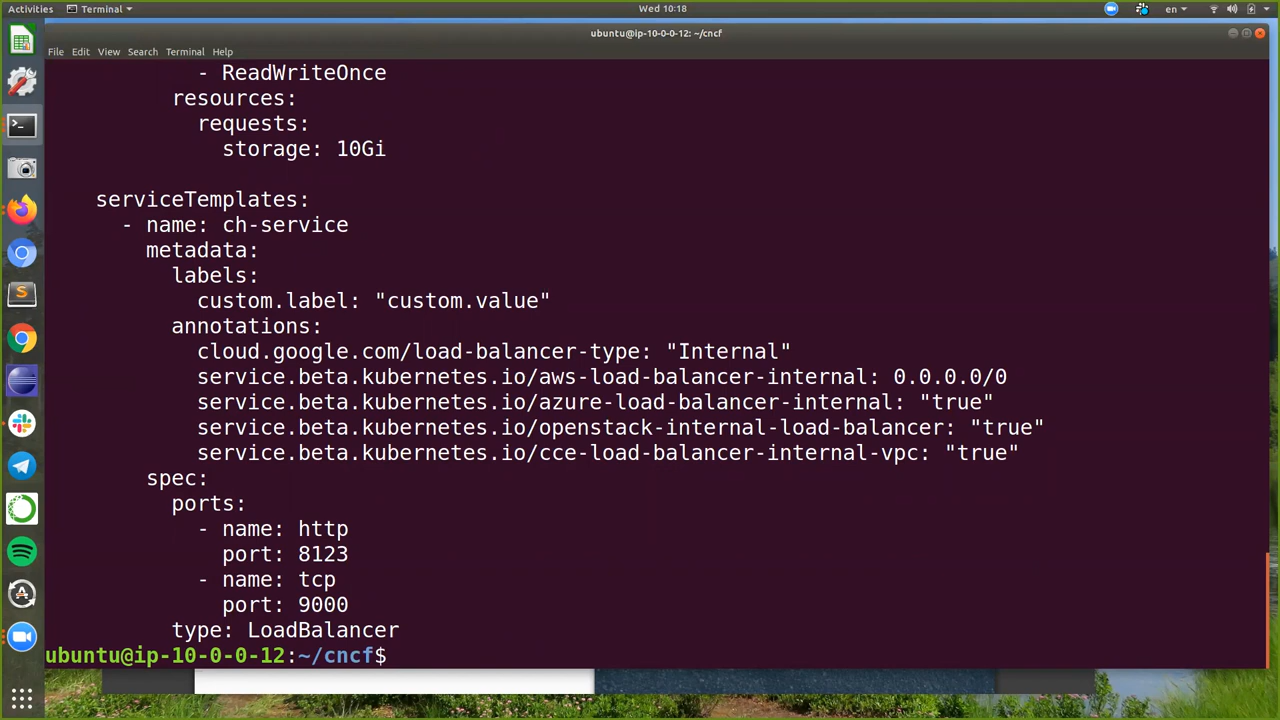 Activities
Terminal
Wed 10:18
en
ubuntu@ip-10-0-0-12: ~/cncf
File Edit View Search Terminal Help
- ReadWriteOnce
resources:
requests:
storage: 10Gi
serviceTemplates:
- name: ch-service
metadata:
labels:
custom.label: "custom.value"
annotations:
cloud.google.com/load-balancer-type: "Internal"
service.beta.kubernetes.io/aws-load-balancer-internal: 0.0.0.0/0
service.beta.kubernetes.io/azure-load-balancer-internal: "true"
service.beta.kubernetes.io/openstack-internal-load-balancer: "true"
service.beta.kubernetes.io/cce-load-balancer-internal-vpc: "true"
spec:
ports:
- name: http
port: 8123
- name: tcp
port: 9000
type: LoadBalancer
ubuntu@ip-10-0-0-12:~/cncf$